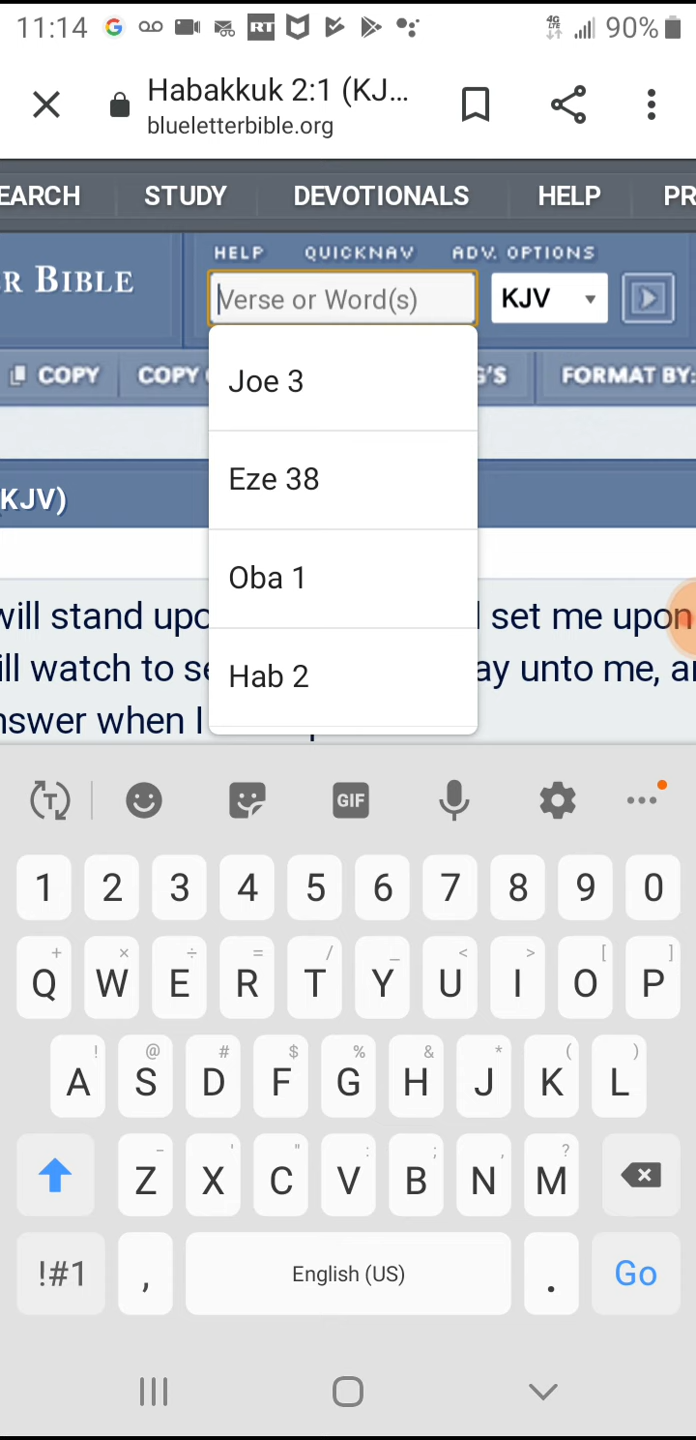 11:14 RT 4G LTE 90%
Habakkuk 2:1 (KJ...
blueletterbible.org
EARCH STUDY DEVOTIONALS HELP PR
HELP QUICKNAV ADV. OPTIONS
R BIBLE Verse or Word(s) KJV
COPY COPY G'S FORMAT BY:
Joe 3
Eze 38
KJV)
Oba 1
will stand upo set me upon
Hab 2
ill watch to se ay unto me, a
nswer when I
T GIF
1 2 3 4 5 6 7 8 9 0
+ × ÷ = / _ < > [ ]
Q W E R T Y U I O P
! @ # $ % & * ( )
A S D F G H J K L
- ' " : ; , ?
Z X C V B N M
!#1 , English (US) . Go